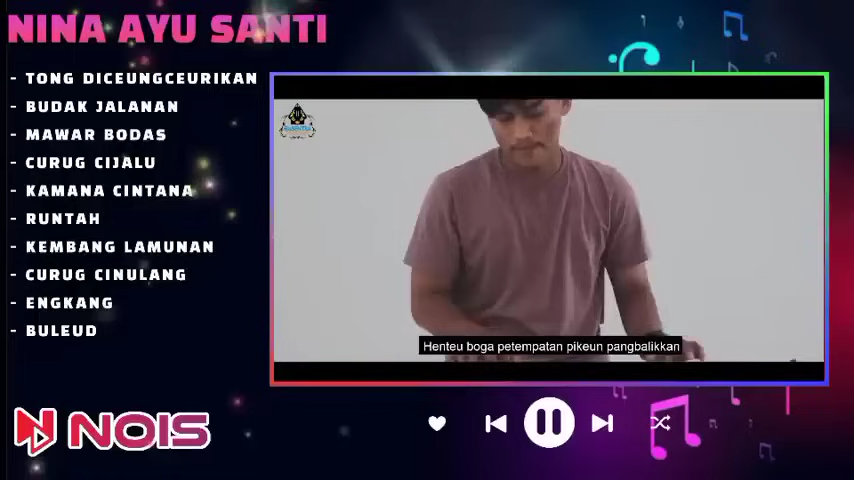 NINA AYU SANTI
- TONG DICEUNGCEURIKAN
- BUDAK JALANAN
- MAWAR BODAS
- CURUG CIJALU
- KAMANA CINTANA
- RUNTAH
- KEMBANG LAMUNAN
- CURUG CINULANG
- ENGKANG
- BULEUD
Henteu boga petempatan pikeun pangbalikkan
NOIS